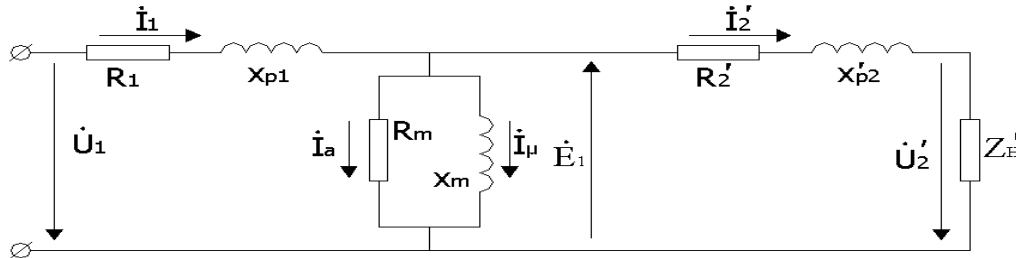 İ1
İ2′
R1
xp1
R2′
x′p2
U̇1
İa
Rm
xm
İμ
Ė1
U̇2′